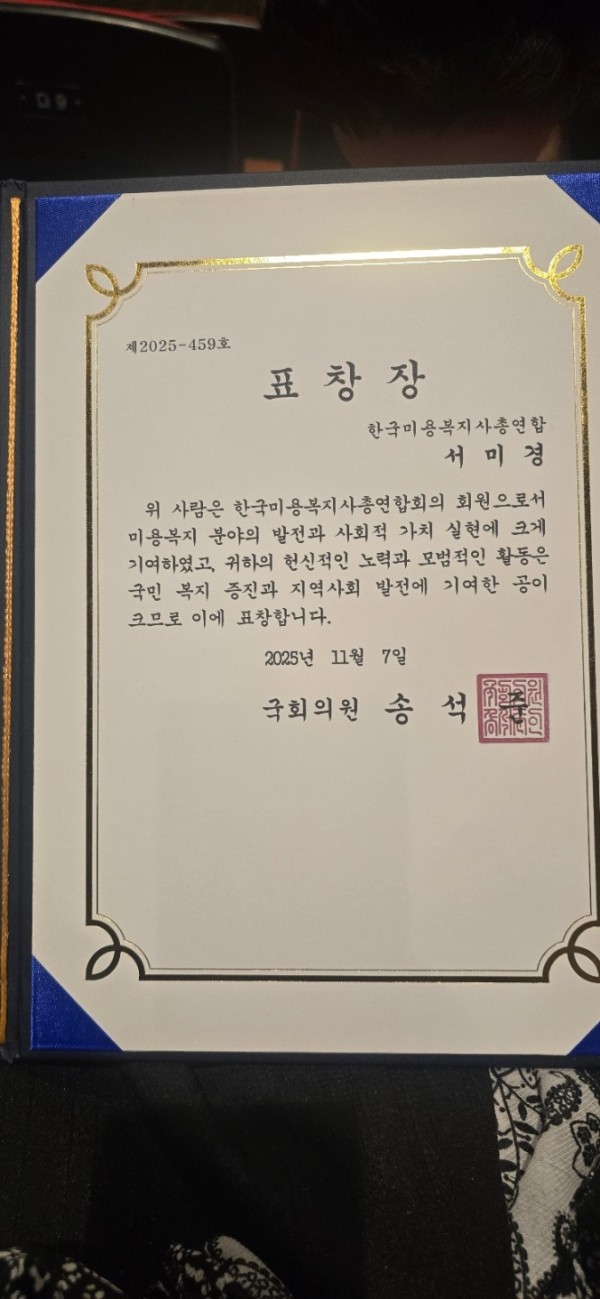 제2025-459호
표 창 장
한국미용복지사총연합
서 미 경
위 사람은 한국미용복지사총연합회의 회원으로서
미용복지 분야의 발전과 사회적 가치 실현에 크게
기여하였고, 귀하의 헌신적인 노력과 모범적인 활동은
국민 복지 증진과 지역사회 발전에 기여한 공이
크므로 이에 표창합니다.
2025년 11월 7일
국회의원 송 석 준